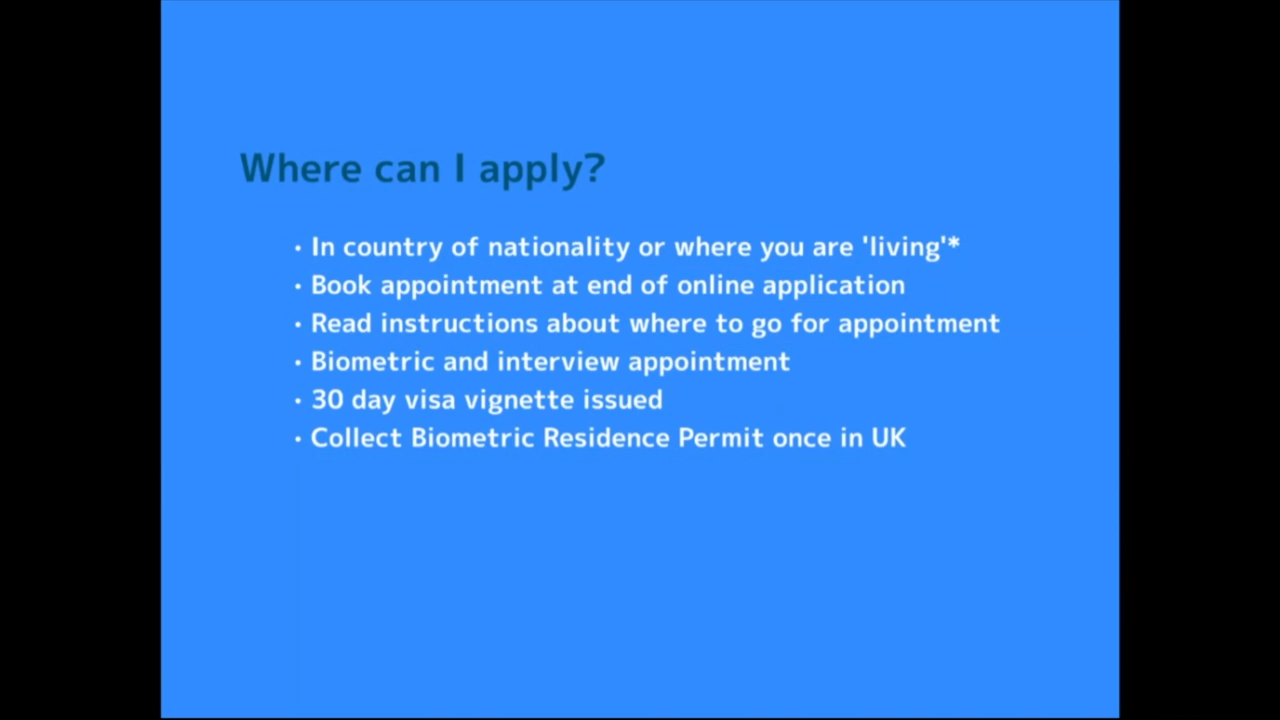 Where can I apply?
• In country of nationality or where you are 'living'*
• Book appointment at end of online application
• Read instructions about where to go for appointment
• Biometric and interview appointment
• 30 day visa vignette issued
• Collect Biometric Residence Permit once in UK